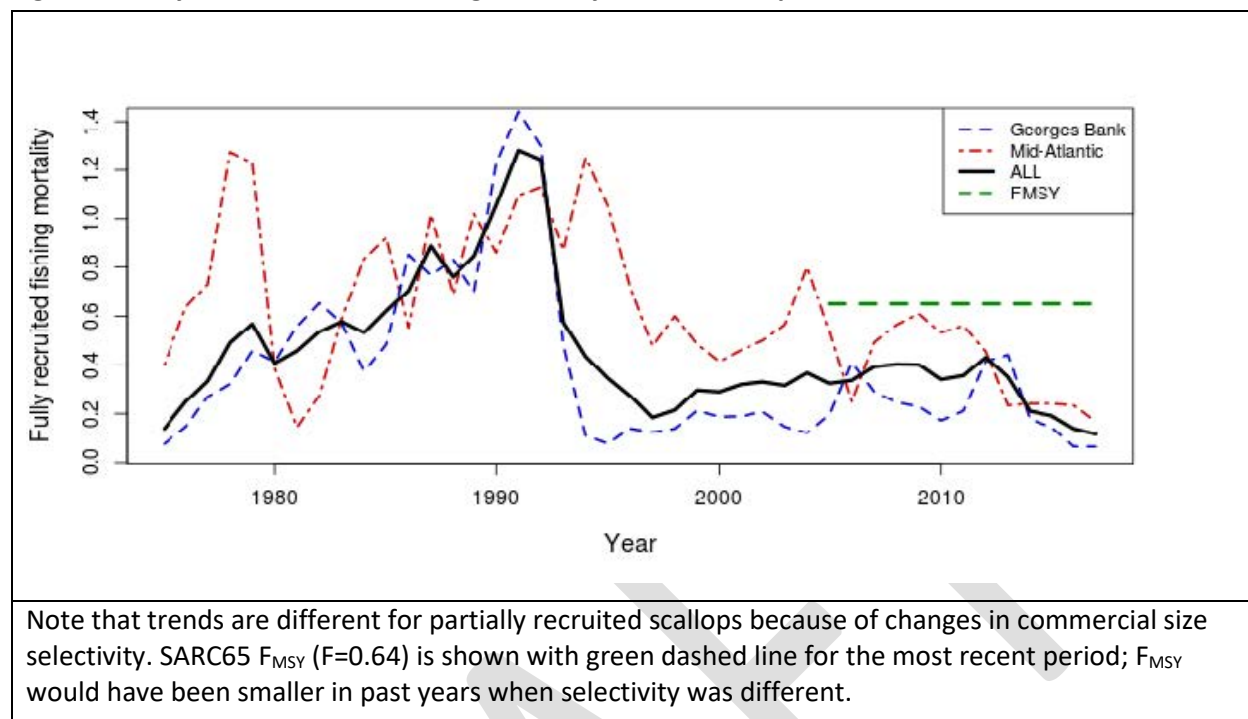 1.4
1.2
1.0
0.8
0.6
0.4
0.2
0.0
Fully recruited fishing mortality
Georges Bank
Mid-Atlantic
ALL
FMSY
1980 1990 2000 2010
Year
Note that trends are different for partially recruited scallops because of changes in commercial size
selectivity. SARC65 FMSY (F=0.64) is shown with green dashed line for the most recent period; FMSY
would have been smaller in past years when selectivity was different.